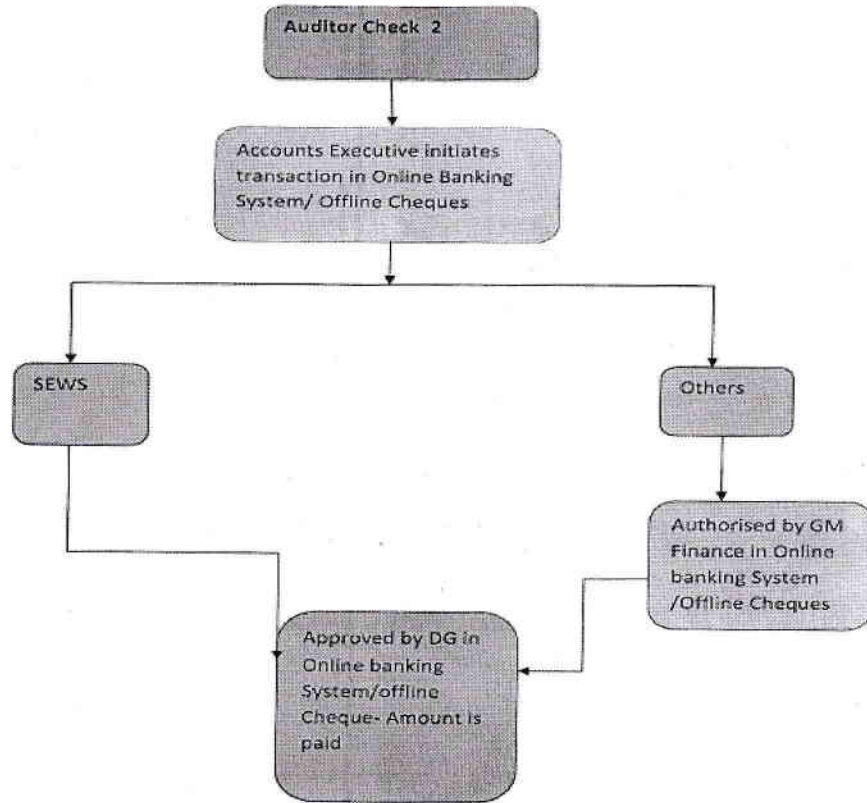 Auditor Check 2
Accounts Executive initiates
transaction in Online Banking
System/ Offline Cheques
SEWS
Others
Authorised by GM
Finance in Online
banking System
/Offline Cheques
Approved by DG in
Online banking
System/offline
Cheque- Amount is
paid